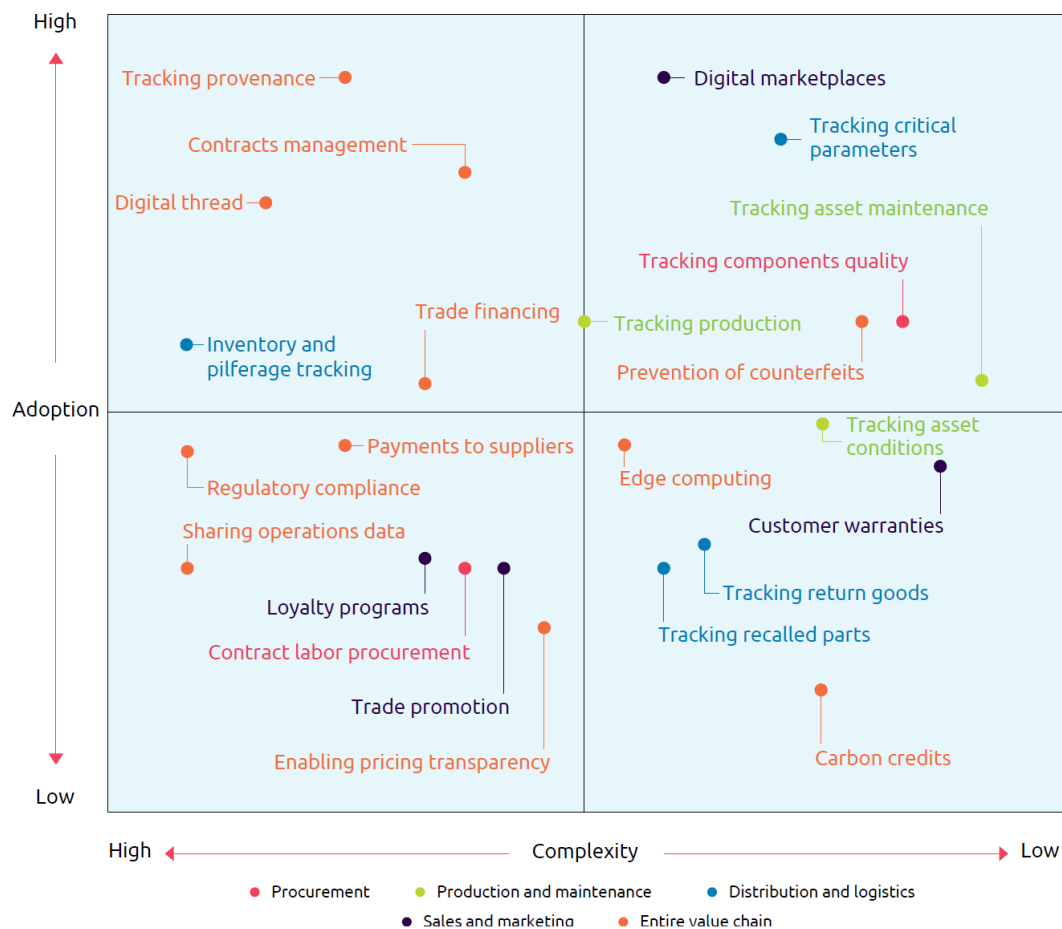 High
Tracking provenance
Digital marketplaces
Tracking critical
parameters
Contracts management
Digital thread
Tracking asset maintenance
Tracking components quality
Trade financing
Tracking production
Inventory and
pilferage tracking
Prevention of counterfeits
Adoption
Payments to suppliers
Tracking asset
conditions
Edge computing
Regulatory compliance
Customer warranties
Sharing operations data
Loyalty programs
Tracking return goods
Contract labor procurement
Tracking recalled parts
Trade promotion
Enabling pricing transparency
Carbon credits
Low
High
Complexity
Low
Procurement
Production and maintenance
Distribution and logistics
Sales and marketing
Entire value chain